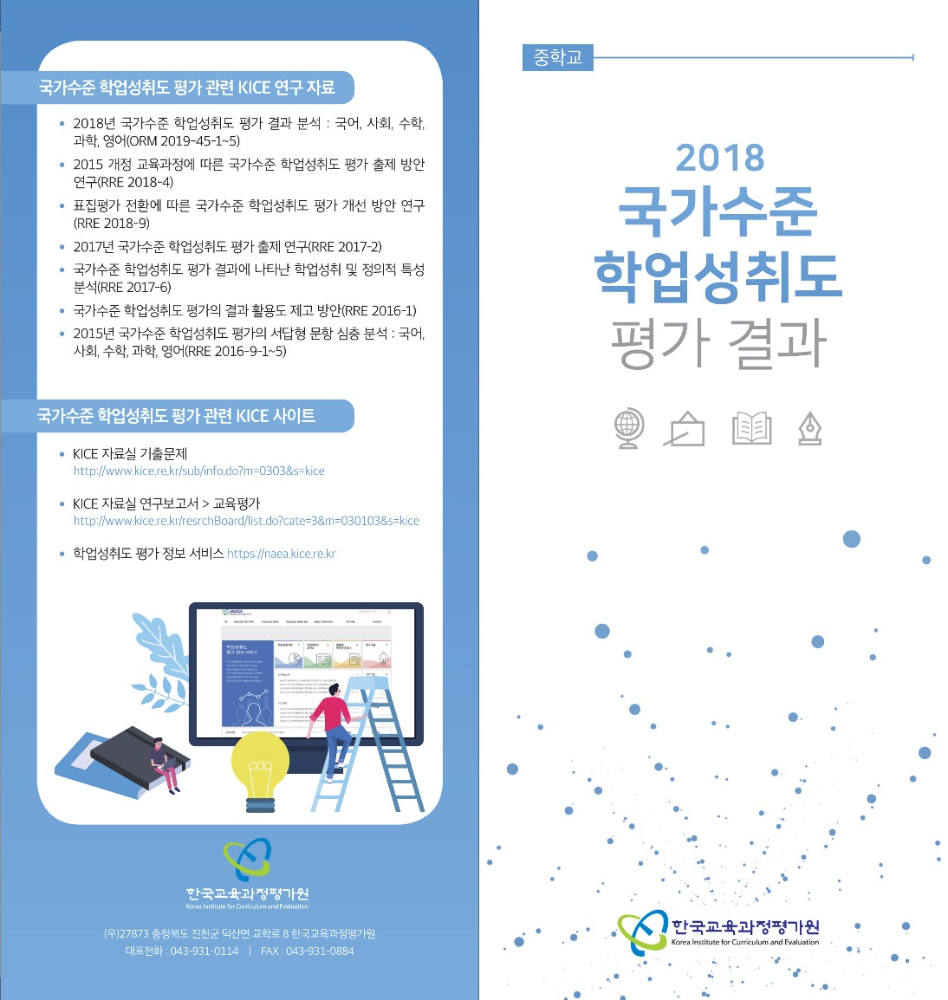 국가수준 학업성취도 평가 관련 KICE 연구 자료
• 2018년 국가수준 학업성취도 평가 결과 분석 : 국어, 사회, 수학,
과학, 영어(ORM 2019-45-1~5)
• 2015 개정 교육과정에 따른 국가수준 학업성취도 평가 출제 방안
연구(RRE 2018-4)
• 표집평가 전환에 따른 국가수준 학업성취도 평가 개선 방안 연구
(RRE 2018-9)
• 2017년 국가수준 학업성취도 평가 출제 연구(RRE 2017-2)
• 국가수준 학업성취도 평가 결과에 나타난 학업성취 및 정의적 특성
분석(RRE 2017-6)
• 국가수준 학업성취도 평가의 결과 활용도 제고 방안(RRE 2016-1)
• 2015년 국가수준 학업성취도 평가의 서답형 문항 심층 분석 : 국어,
사회, 수학, 과학, 영어(RRE 2016-9-1~5)
국가수준 학업성취도 평가 관련 KICE 사이트
• KICE 자료실 기출문제
http://www.kice.re.kr/sub/info.do?m=0303&s=kice
• KICE 자료실 연구보고서 > 교육평가
http://www.kice.re.kr/resrchBoard/list.do?cate=3&m=030103&s=kice
• 학업성취도 평가 정보 서비스 https://naea.kice.re.kr
학업성취도
평가 정보 서비스
한국교육과정평가원
Korea Institute for Curriculum and Evaluation
(우)27873 충청북도 진천군 덕산면 교학로 8 한국교육과정평가원
대표전화 : 043-931-0114 | FAX : 043-931-0884
중학교
2018
국가수준
학업성취도
평가 결과
한국교육과정평가원
Korea Institute for Curriculum and Evaluation